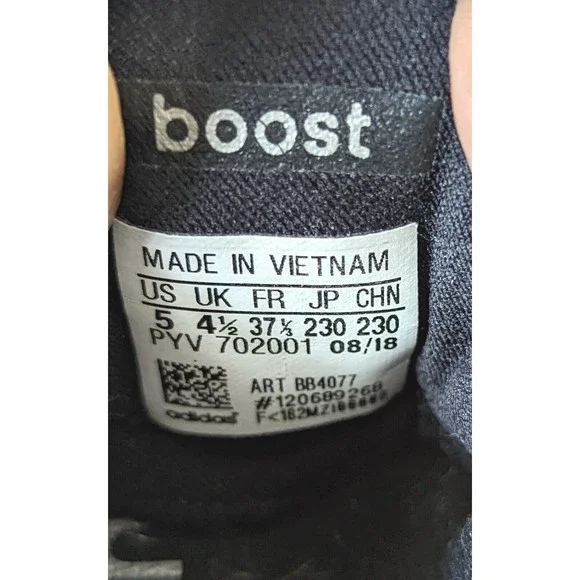 boost
MADE IN VIETNAM
US UK FR JP CHN
5 4½ 37⅓ 230 230
PYV 702001 08/18
ART BB4077
#120689268
adidas